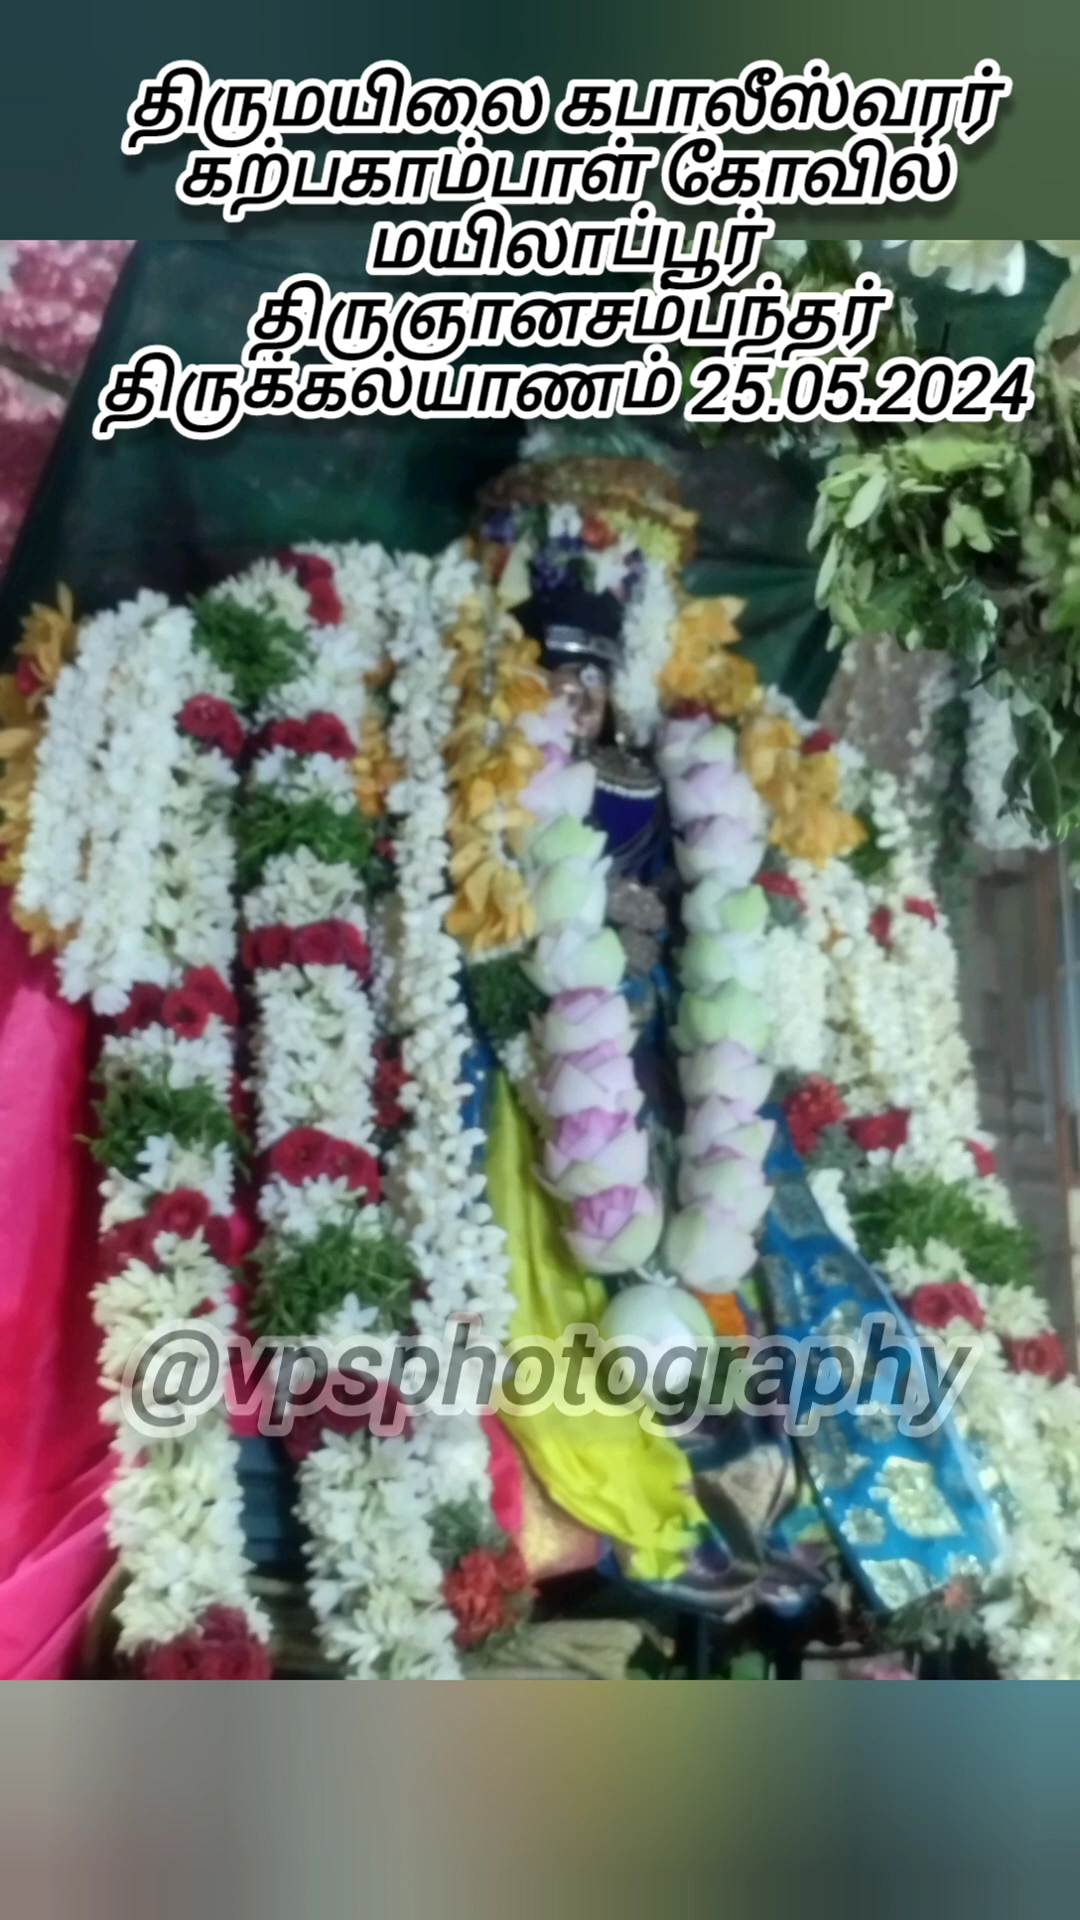 திருமயிலை கபாலீஸ்வரர்
கற்பகாம்பாள் கோவில்
மயிலாப்பூர்
திருஞானசம்பந்தர்
திருக்கல்யாணம் 25.05.2024
@vpsphotography